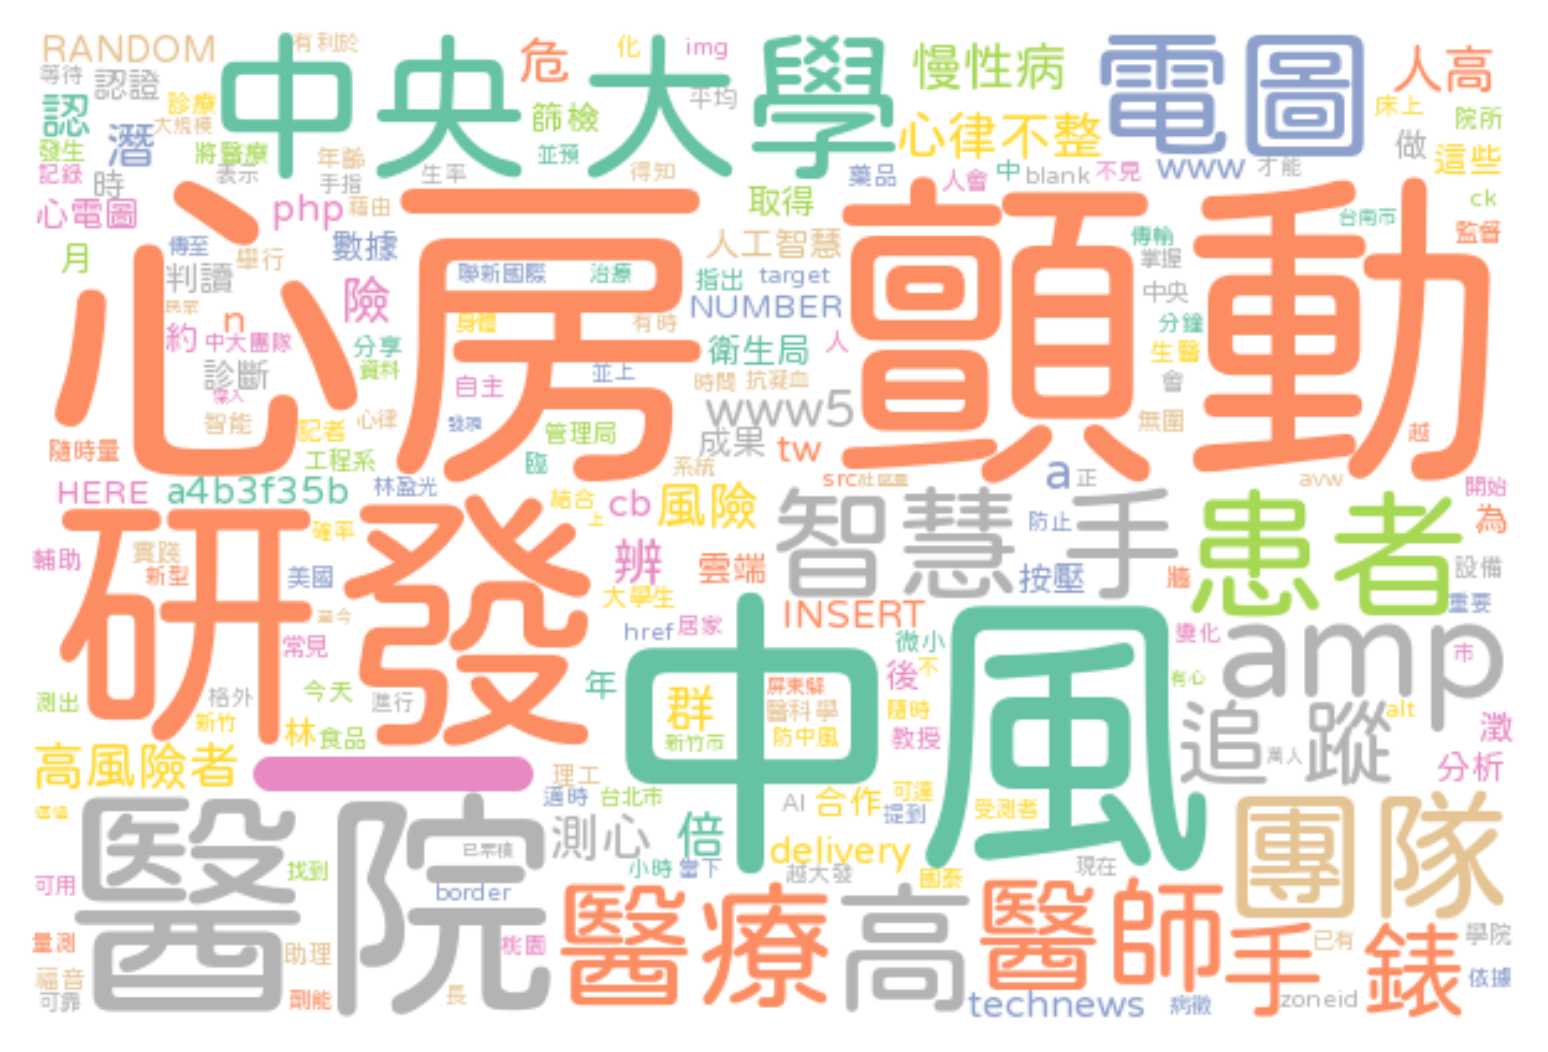 RANDOM
有利於
中央大學
危
化
img
慢性病
電圖
人高
等待
認證
平均
認
診療
大規模
篩檢
心律不整
床上
院所
潛
發生
將醫療
年齡
並預
做
這些
記錄
時
表示
手指
生率
得知
藥品
人會
中
blank
不見
www
才能
心電圖
php
藉由
心房顫動
取得
ck
台南市
監督
月
傳至
舉行
數據
人工智慧
傳輸
掌握
判讀
險
聯新國際
治療
指出
target
NUMBER
中央
民眾
約
n
中大團隊
分享
身體
有時
衛生局
人
分鐘
生醫
診斷
資料
自主
並上
時間
抗凝血
會
智能
記者
心律
發現
管理局
www5
成果
tw
無圍
越
隨時量
工程系
臨
系統
src
社區量
a
正
avw
開始
HERE
a4b3f35b
林盈光
結合
上
cb
風險
智慧手
防止
患者
為
研發
確率
輔助
實踐
新型
美國
辨
雲端
按壓
牆
設備
重要
至今
大學生
INSERT
中風
常見
href
居家
微小
變化
amp
市
測出
格外
今天
進行
年
群
屏東縣
醫科學
後
不
有心
新竹
林
食品
新竹市
防中風
隨時
教授
追蹤
alt
澂
萬人
分析
高風險者
理工
適時
台北市
AI
合作
可達
提到
受測者
團隊
價值
醫院
測心
倍
delivery
找到
小時
當下
越大發
國泰
現在
可用
border
醫療
高
醫師
手錶
量測
桃園
助理
已有
學院
福音
可靠
副能
長
technews
病徵
zoneid
依據